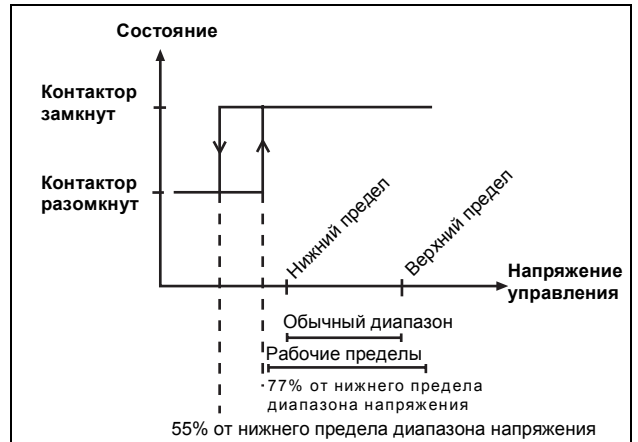 Состояние
Контактор
замкнут
Контактор
разомкнут
Нижний предел
Верхний предел
Напряжение
управления
Обычный диапазон
Рабочие пределы
77% от нижнего предела
диапазона напряжения
55% от нижнего предела диапазона напряжения